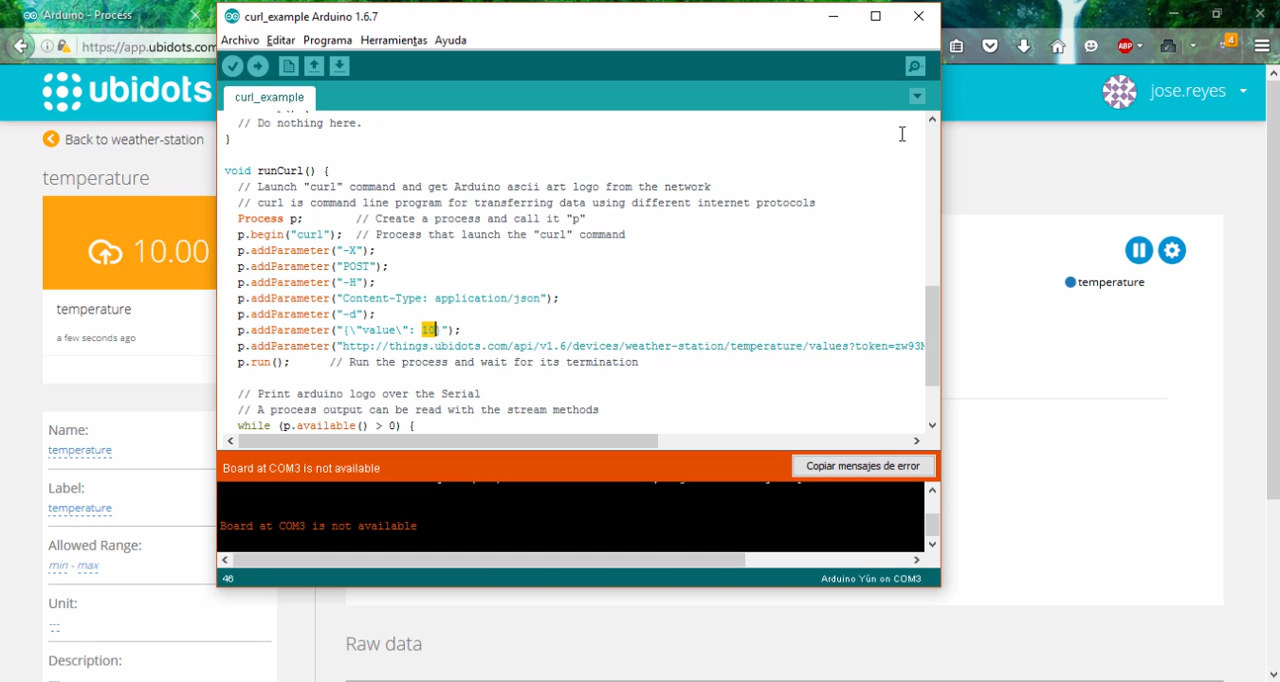 Arduino - Process
https://app.ubidots.com
ABP
4
ubidots
jose.reyes
Back to weather-station
temperature
10.00
temperature
a few seconds ago
Name:
temperature
Label:
temperature
Allowed Range:
min - max
Unit:
---
Description:
temperature
Raw data
curl_example Arduino 1.6.7
Archivo Editar Programa Herramientas Ayuda
curl_example
// Do nothing here.
}
void runCurl() {
// Launch "curl" command and get Arduino ascii art logo from the network
// curl is command line program for transferring data using different internet protocols
Process p; // Create a process and call it "p"
p.begin("curl"); // Process that launch the "curl" command
p.addParameter("-X");
p.addParameter("POST");
p.addParameter("-H");
p.addParameter("Content-Type: application/json");
p.addParameter("-d");
p.addParameter("{\"value\": 10}");
p.addParameter("http://things.ubidots.com/api/v1.6/devices/weather-station/temperature/values?token=zw93
p.run(); // Run the process and wait for its termination
// Print arduino logo over the Serial
// A process output can be read with the stream methods
while (p.available() > 0) {
Board at COM3 is not available
Copiar mensajes de error
Board at COM3 is not available
46
Arduino Yún on COM3